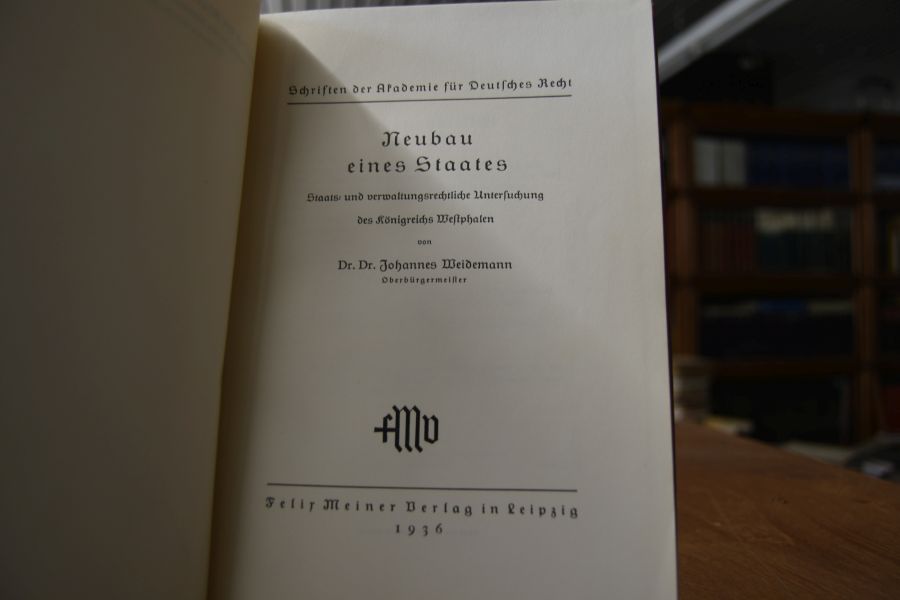 Schriften der Akademie für Deutsches Recht
Neubau
eines Staates
Staats- und verwaltungsrechtliche Untersuchung
des Königreichs Westphalen
von
Dr. Dr. Johannes Weidemann
Oberbürgermeister
fMV
Felix Meiner Verlag in Leipzig
1936